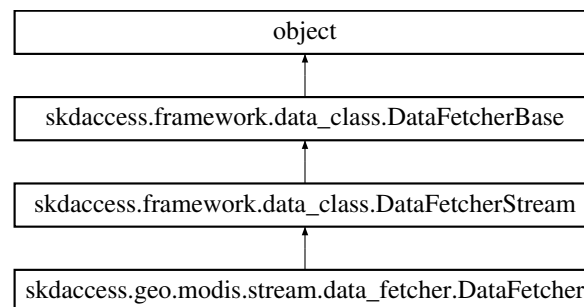 object
skdaccess.framework.data_class.DataFetcherBase
skdaccess.framework.data_class.DataFetcherStream
skdaccess.geo.modis.stream.data_fetcher.DataFetcher